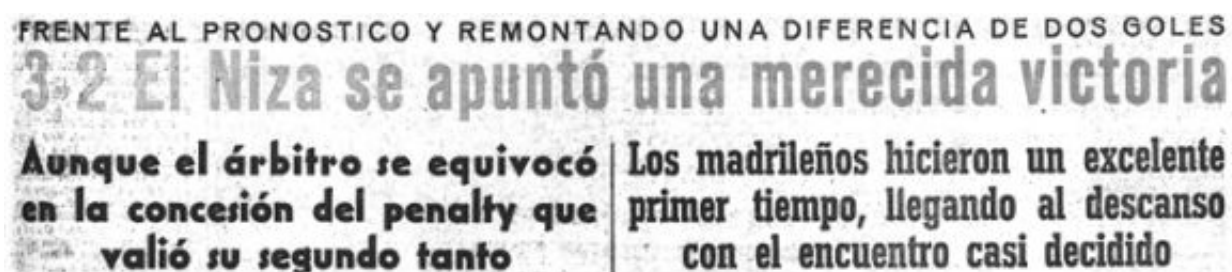 FRENTE AL PRONOSTICO Y REMONTANDO UNA DIFERENCIA DE DOS GOLES
3-2 El Niza se apuntó una merecida victoria
Aunque el árbitro se equivocó
en la concesión del penalty que
valió su segundo tanto
Los madrileños hicieron un excelente
primer tiempo, llegando al descanso
con el encuentro casi decidido